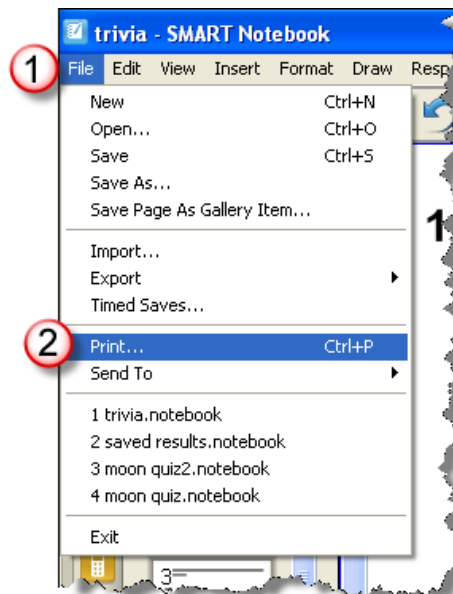 trivia - SMART Notebook
1
File Edit View Insert Format Draw Resp
New Ctrl+N
Open... Ctrl+O
Save Ctrl+S
Save As...
Save Page As Gallery Item...
1
Import...
Export
Timed Saves...
2
Print... Ctrl+P
Send To
1 trivia.notebook
2 saved results.notebook
3 moon quiz2.notebook
4 moon quiz.notebook
Exit
3